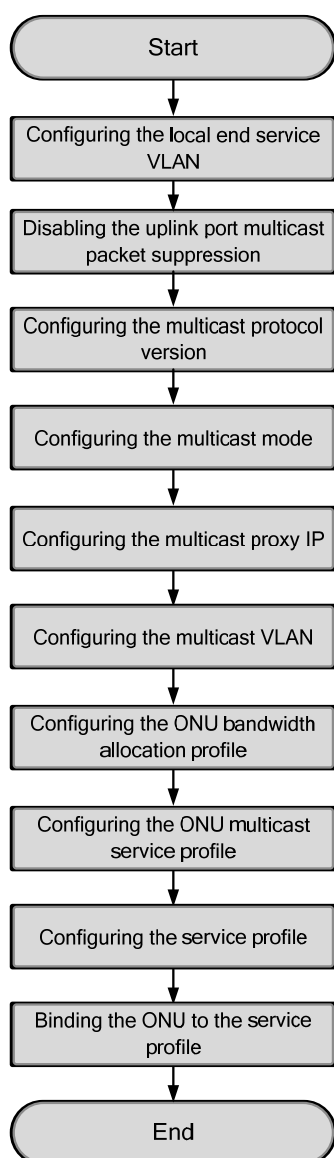 Start
Configuring the local end service
VLAN
Disabling the uplink port multicast
packet suppression
Configuring the multicast protocol
version
Configuring the multicast mode
Configuring the multicast proxy IP
Configuring the multicast VLAN
Configuring the ONU bandwidth
allocation profile
Configuring the ONU multicast
service profile
Configuring the service profile
Binding the ONU to the service
profile
End